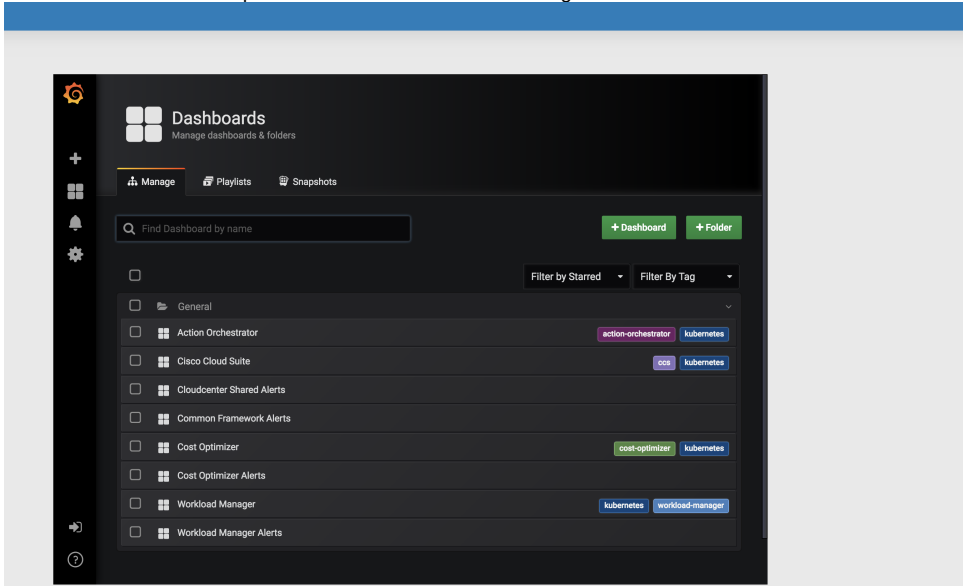 Dashboards
Manage dashboards & folders
Manage Playlists Snapshots
Find Dashboard by name + Dashboard + Folder
Filter by Starred Filter By Tag
General
Action Orchestrator action-orchestrator kubernetes
Cisco Cloud Suite ccs kubernetes
Cloudcenter Shared Alerts
Common Framework Alerts
Cost Optimizer cost-optimizer kubernetes
Cost Optimizer Alerts
Workload Manager kubernetes workload-manager
Workload Manager Alerts